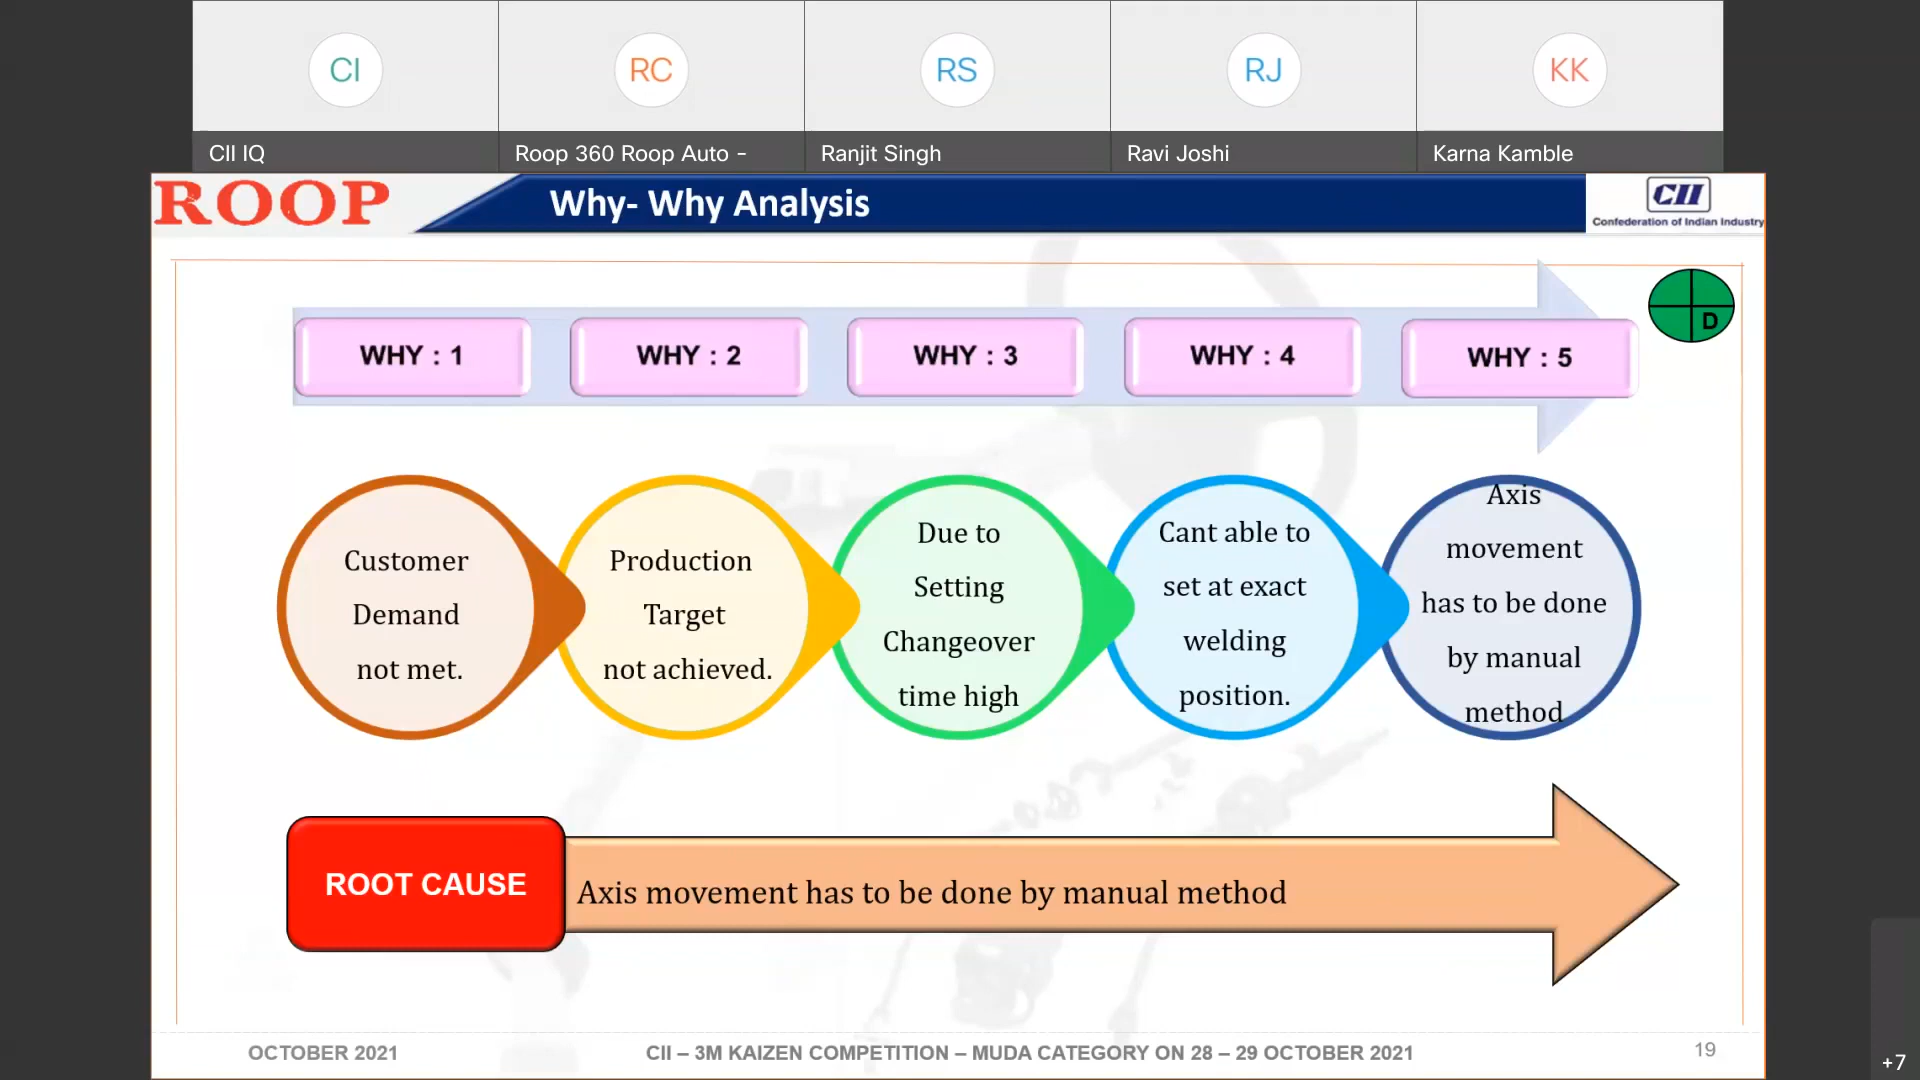 CI
RC
RS
RJ
KK
CII IQ
Roop 360 Roop Auto -
Ranjit Singh
Ravi Joshi
Karna Kamble
ROOP
Why- Why Analysis
CII
Confederation of Indian Industry
D
WHY : 1
WHY : 2
WHY : 3
WHY : 4
WHY : 5
Customer
Demand
not met.
Production
Target
not achieved.
Due to
Setting
Changeover
time high
Cant able to
set at exact
welding
position.
Axis
movement
has to be done
by manual
method
ROOT CAUSE
Axis movement has to be done by manual method
OCTOBER 2021
CII – 3M KAIZEN COMPETITION – MUDA CATEGORY ON 28 – 29 OCTOBER 2021
19
+7